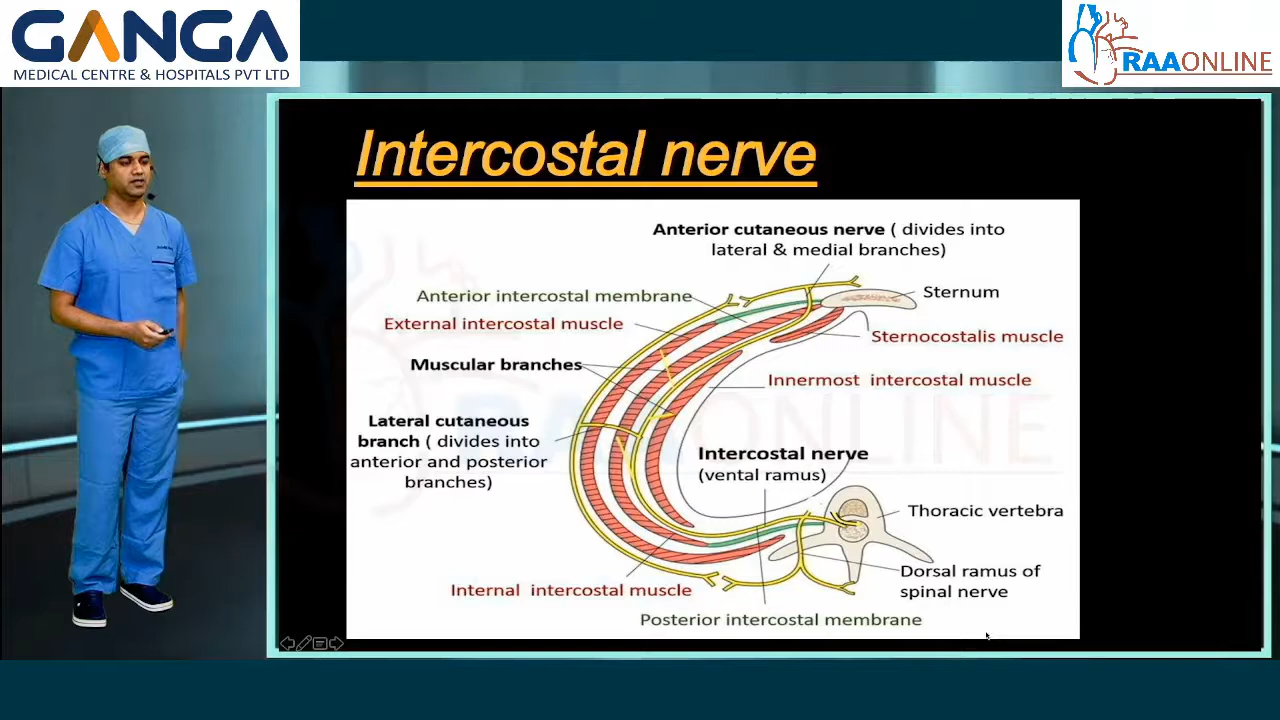 GANGA
MEDICAL CENTRE & HOSPITALS PVT LTD
RAAONLINE
Intercostal nerve
Anterior cutaneous nerve ( divides into
lateral & medial branches)
Anterior intercostal membrane
Sternum
External intercostal muscle
Sternocostalis muscle
Muscular branches
Innermost intercostal muscle
Lateral cutaneous
branch ( divides into
anterior and posterior
branches)
Intercostal nerve
(vental ramus)
Thoracic vertebra
Dorsal ramus of
spinal nerve
Internal intercostal muscle
Posterior intercostal membrane
RAAONLINE